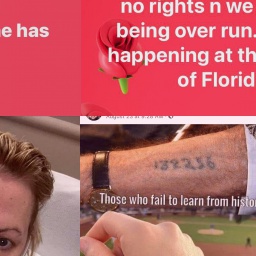 no rights n we
being over run.
happening at th
of Florid
e has
Those who fail to learn from histo